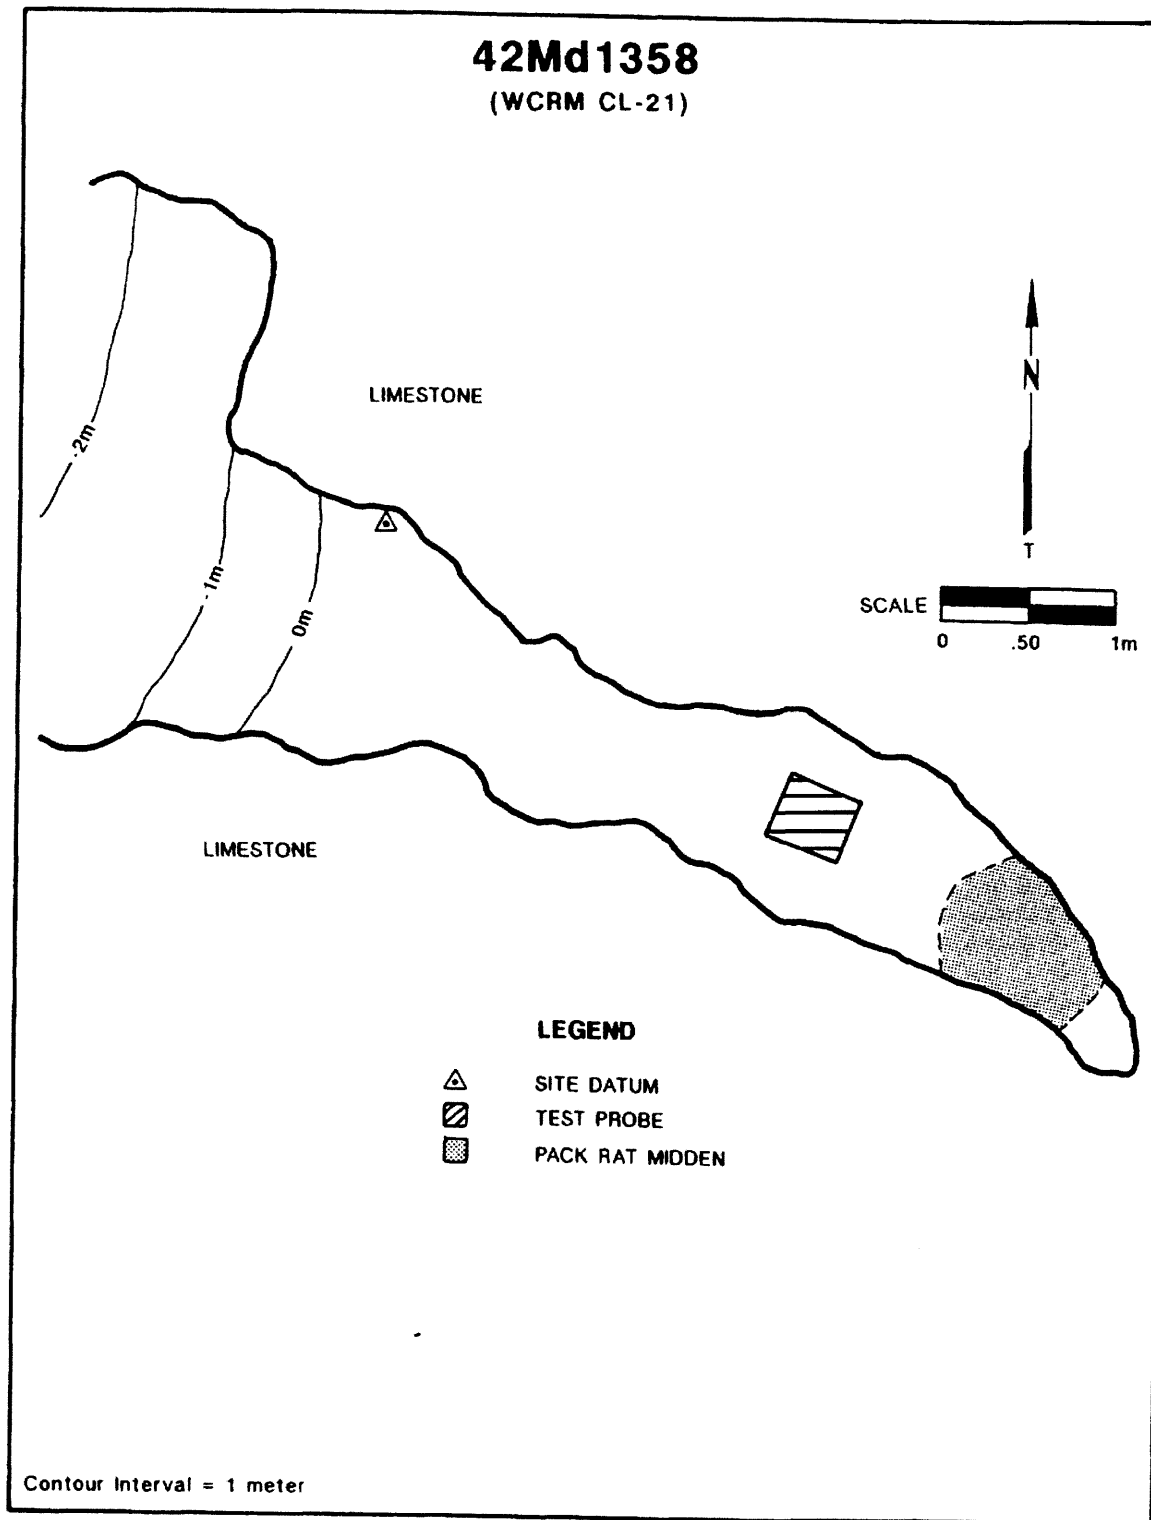 42Md1358
(WCRM CL-21)
LIMESTONE
N
-2m
T
-1m
SCALE
0m
0 .50 1m
LIMESTONE
LEGEND
SITE DATUM
TEST PROBE
PACK RAT MIDDEN
Contour Interval = 1 meter